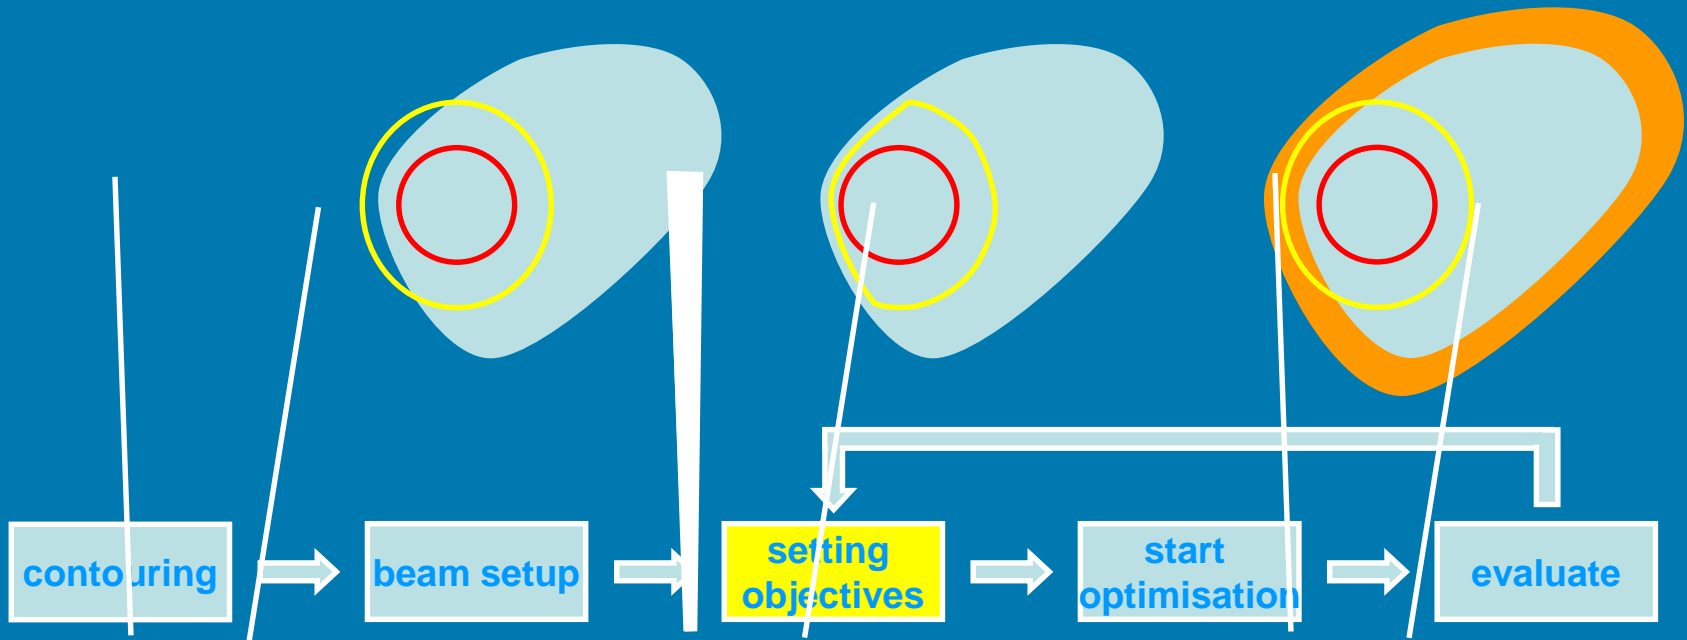 contouring
beam setup
setting
objectives
start
optimisation
evaluate